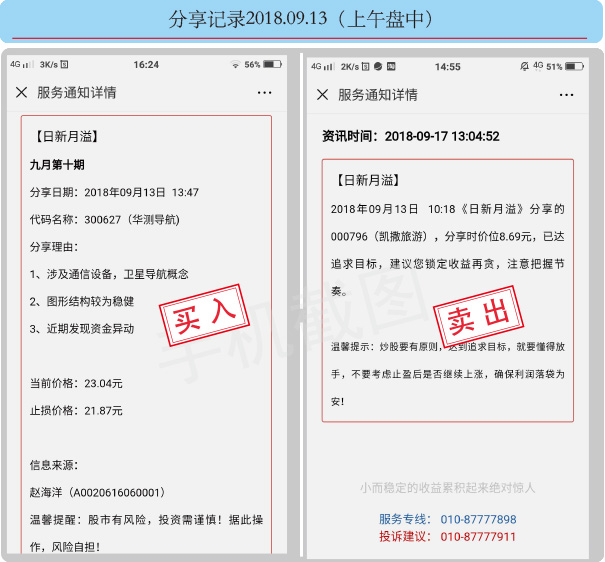 分享记录2018.09.13（上午盘中）
4G 3K/s 16:24 56%
服务通知详情
【日新月溢】
九月第十期
分享日期：2018年09月13日 13:47
代码名称：300627（华测导航)
分享理由：
1、涉及通信设备，卫星导航概念
2、图形结构较为稳健
3、近期发现资金异动
买入
当前价格：23.04元
止损价格：21.87元
信息来源：
赵海洋（A0020616060001）
温馨提醒：股市有风险，投资需谨慎！据此操
作，风险自担！
4G 2K/s 14:55 4G 51%
服务通知详情
资讯时间：2018-09-17 13:04:52
【日新月溢】
2018年09月13日 10:18《日新月溢》分享的
000796（凯撒旅游），分享时价位8.69元，已达
追求目标，建议您锁定收益再贪，注意把握节
奏。
卖出
温馨提示：炒股要有原则，达到追求目标，就要懂得放
手，不要考虑止盈后是否继续上涨，确保利润落袋为
安！
小而稳定的收益累积起来绝对惊人
服务专线： 010-87777898
投诉建议： 010-87777911
手机截图